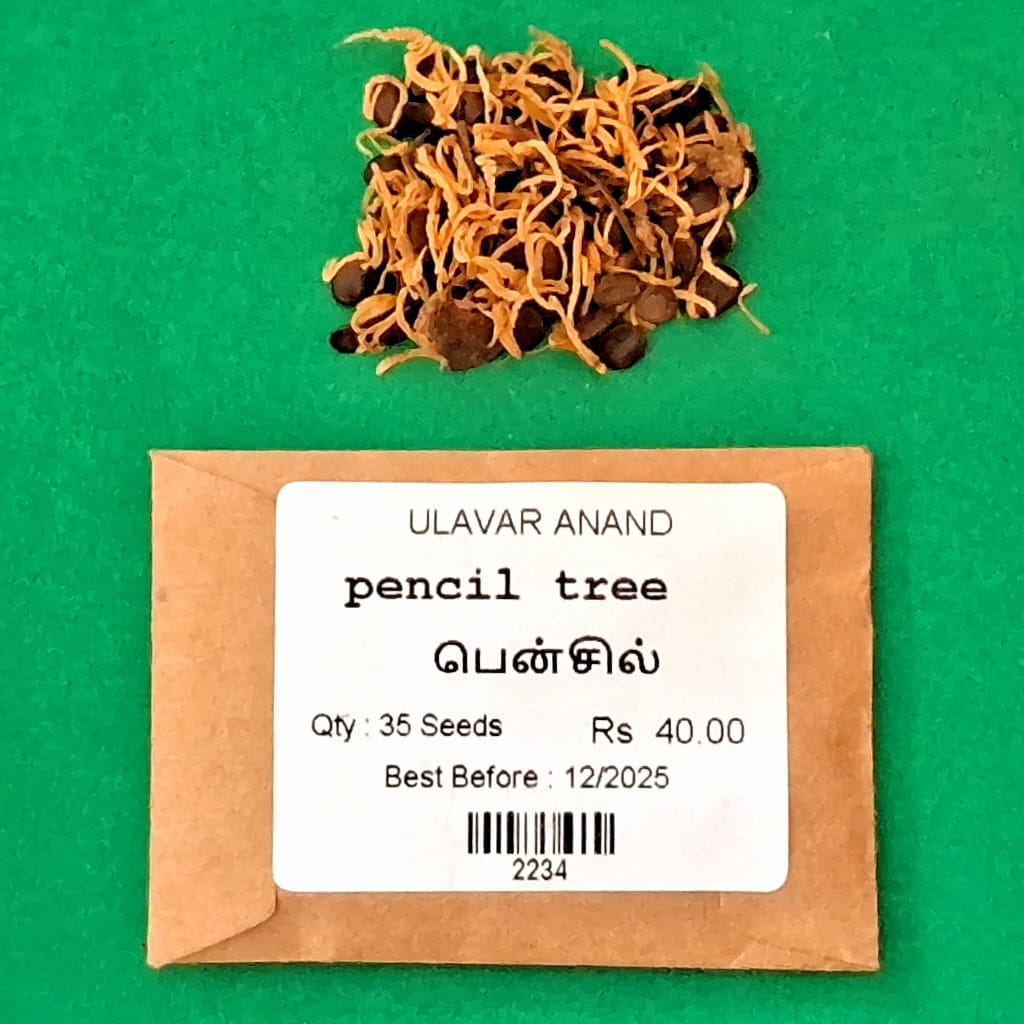 ULAVAR ANAND
pencil tree
பென்சில்
Qty : 35 Seeds Rs 40.00
Best Before : 12/2025
2234